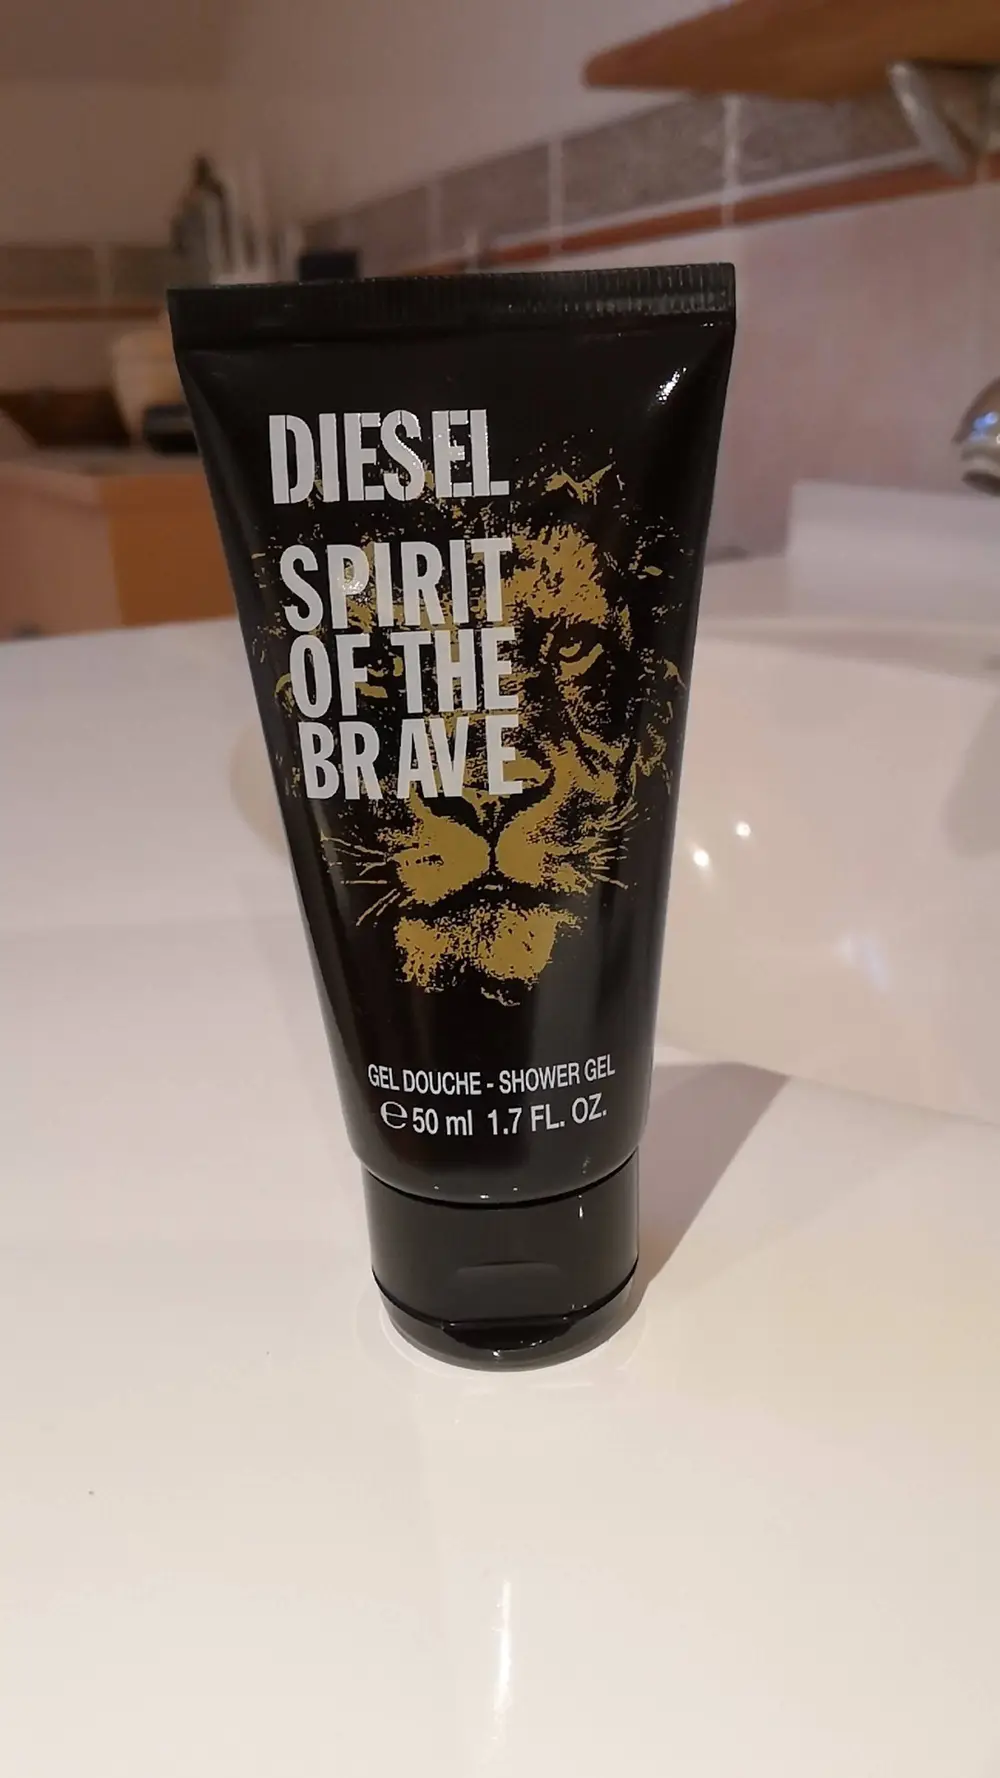 DIESEL
SPIRIT
OF THE
BRAVE
GEL DOUCHE - SHOWER GEL
℮ 50 ml 1.7 FL. OZ.